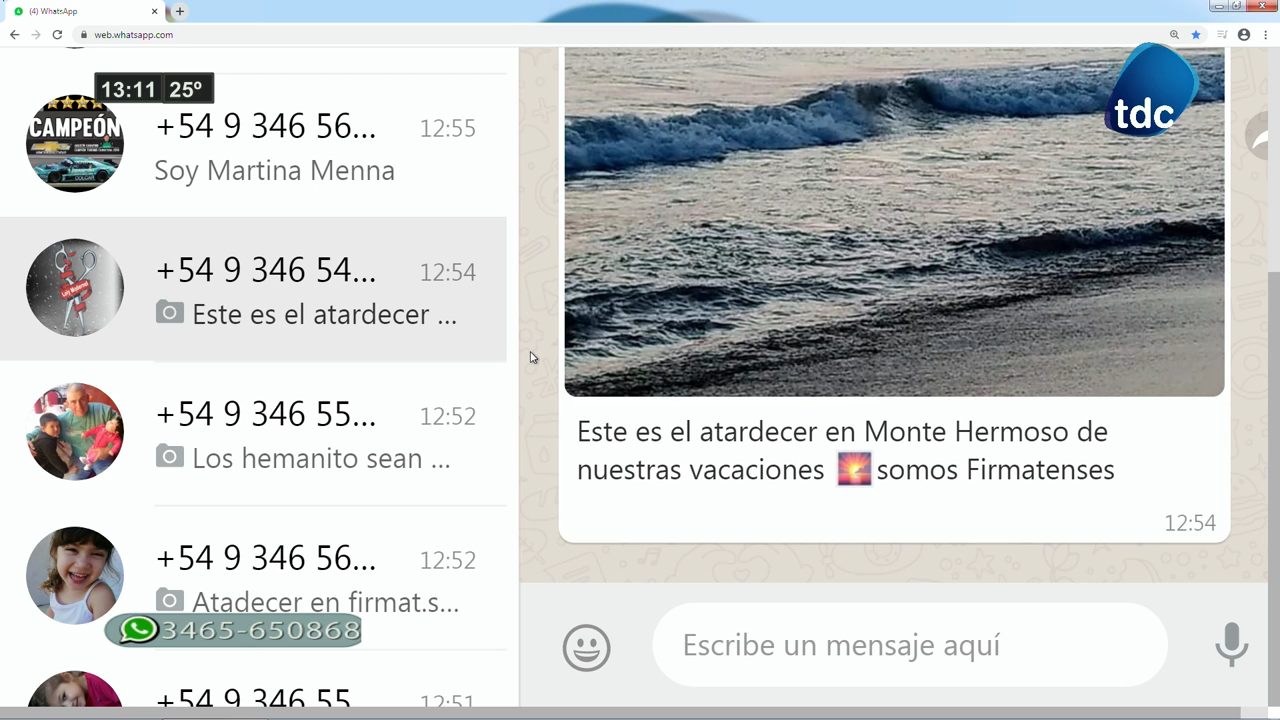 (4) WhatsApp
web.whatsapp.com
13:11 25º
tdc
CAMPEÓN
+54 9 346 56... 12:55
Soy Martina Menna
+54 9 346 54... 12:54
Este es el atardecer ...
+54 9 346 55... 12:52
Los hemanito sean ...
+54 9 346 56... 12:52
Atadecer en firmat.s...
3465-650868
+54 9 346 55 12:51
Este es el atardecer en Monte Hermoso de
nuestras vacaciones 🌅 somos Firmatenses
12:54
Escribe un mensaje aquí